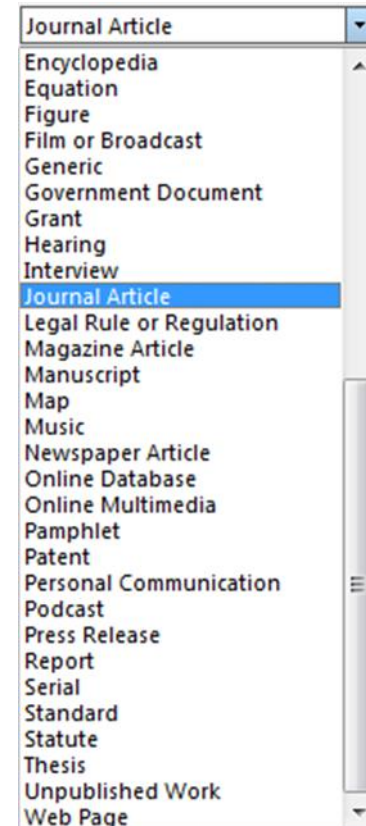 Journal Article
Encyclopedia
Equation
Figure
Film or Broadcast
Generic
Government Document
Grant
Hearing
Interview
Journal Article
Legal Rule or Regulation
Magazine Article
Manuscript
Map
Music
Newspaper Article
Online Database
Online Multimedia
Pamphlet
Patent
Personal Communication
Podcast
Press Release
Report
Serial
Standard
Statute
Thesis
Unpublished Work
Web Page